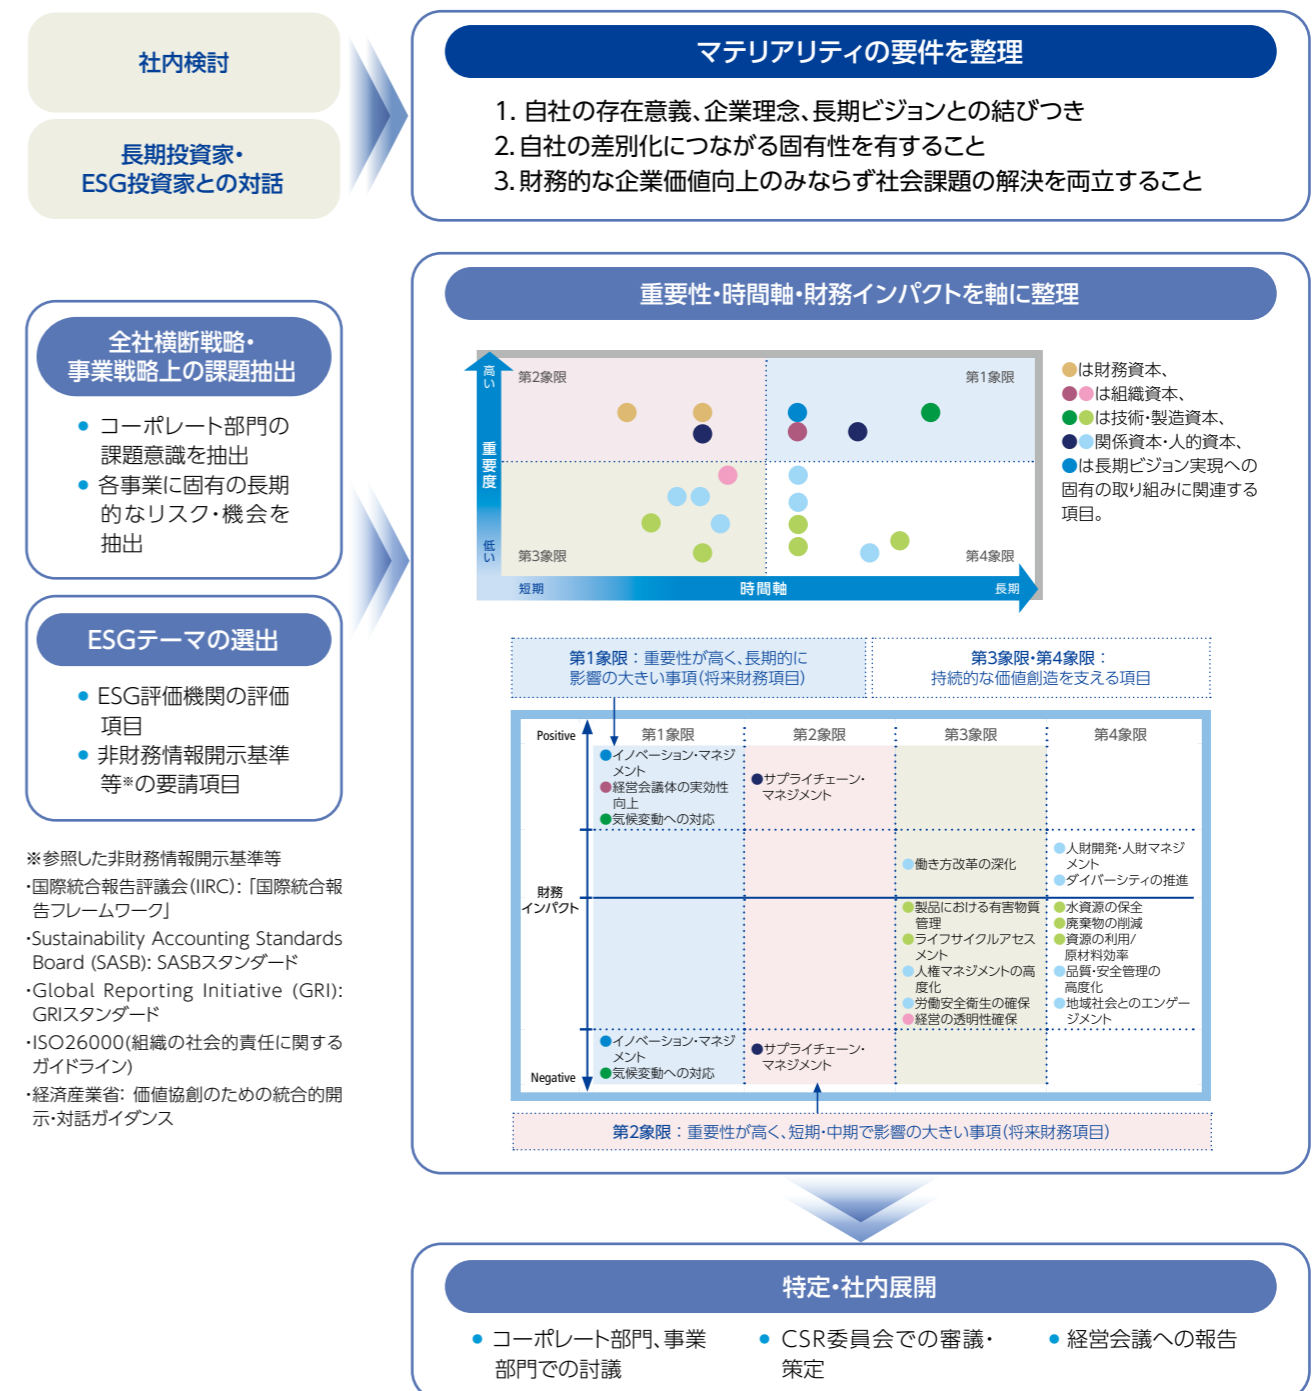 社内検討
長期投資家・
ESG投資家との対話
マテリアリティの要件を整理
1. 自社の存在意義、企業理念、長期ビジョンとの結びつき
2. 自社の差別化につながる固有性を有すること
3. 財務的な企業価値向上のみならず社会課題の解決を両立すること
全社横断戦略・
事業戦略上の課題抽出
• コーポレート部門の
課題意識を抽出
• 各事業に固有の長期
的なリスク・機会を
抽出
ESGテーマの選出
• ESG評価機関の評価
項目
• 非財務情報開示基準
等※の要請項目
※参照した非財務情報開示基準等
・国際統合報告評議会(IIRC):「国際統合報
告フレームワーク」
・Sustainability Accounting Standards
Board (SASB): SASBスタンダード
・Global Reporting Initiative (GRI):
GRIスタンダード
・ISO26000(組織の社会的責任に関する
ガイドライン)
・経済産業省: 価値協創のための統合的開
示・対話ガイダンス
重要性・時間軸・財務インパクトを軸に整理
高い
重要度
低い
第2象限
第1象限
第3象限
第4象限
短期
時間軸
長期
●は財務資本、
●●は組織資本、
●●は技術・製造資本、
●●関係資本・人的資本、
●は長期ビジョン実現への
固有の取り組みに関連する
項目。
第1象限:重要性が高く、長期的に
影響の大きい事項(将来財務項目)
第3象限・第4象限:
持続的な価値創造を支える項目
Positive
財務
インパクト
Negative
第1象限
第2象限
第3象限
第4象限
●イノベーション・マネジ
メント
●経営会議体の実効性
向上
●気候変動への対応
●サプライチェーン・
マネジメント
●働き方改革の深化
●人財開発・人財マネジ
メント
●ダイバーシティの推進
●製品における有害物質
管理
●ライフサイクルアセス
メント
●人権マネジメントの高
度化
●労働安全衛生の確保
●経営の透明性確保
●水資源の保全
●廃棄物の削減
●資源の利用/
原材料効率
●品質・安全管理の
高度化
●地域社会とのエンゲー
ジメント
●イノベーション・マネジ
メント
●気候変動への対応
●サプライチェーン・
マネジメント
第2象限:重要性が高く、短期・中期で影響の大きい事項(将来財務項目)
特定・社内展開
• コーポレート部門、事業
部門での討議
• CSR委員会での審議・
策定
• 経営会議への報告